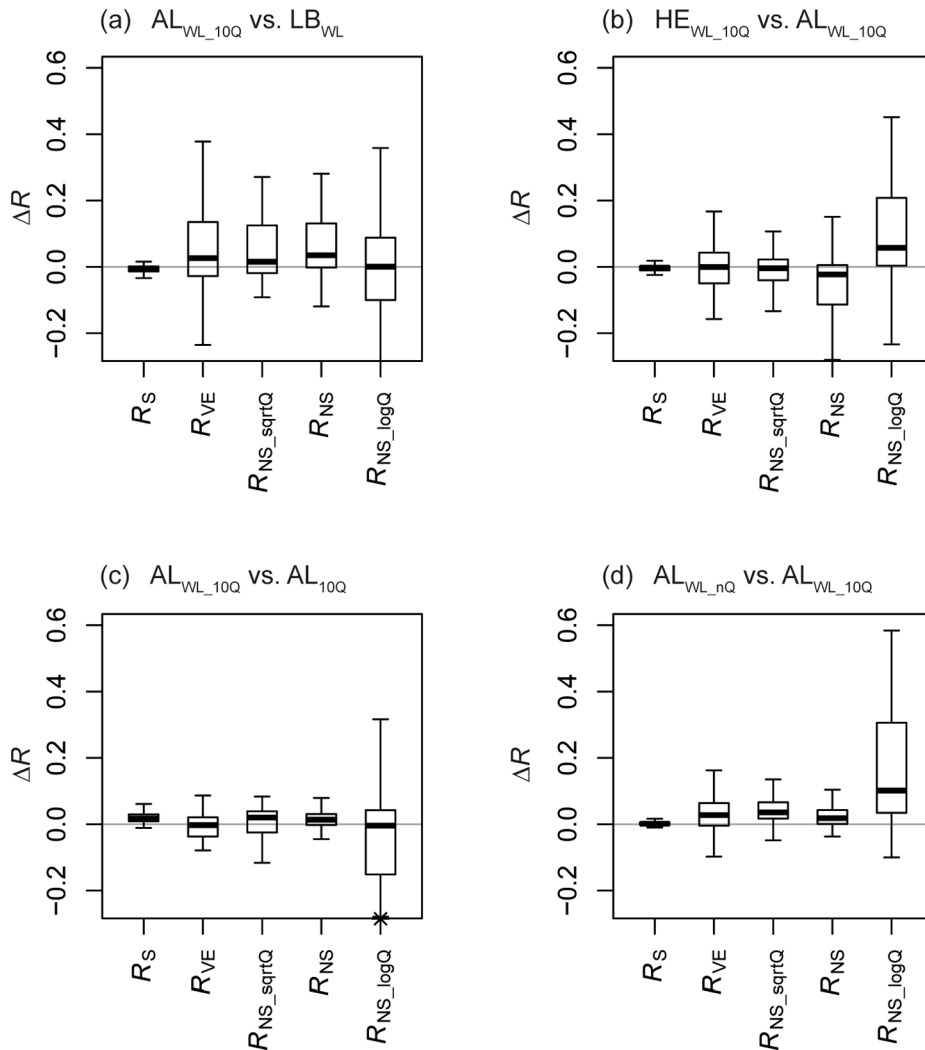 (a) AL_WL_10Q vs. LB_WL
(b) HE_WL_10Q vs. AL_WL_10Q
ΔR
0.6
0.4
0.2
0.0
−0.2
R_S
R_VE
R_NS_sqrtQ
R_NS
R_NS_logQ
ΔR
0.6
0.4
0.2
0.0
−0.2
R_S
R_VE
R_NS_sqrtQ
R_NS
R_NS_logQ
(c) AL_WL_10Q vs. AL_10Q
(d) AL_WL_nQ vs. AL_WL_10Q
ΔR
0.6
0.4
0.2
0.0
−0.2
R_S
R_VE
R_NS_sqrtQ
R_NS
R_NS_logQ
ΔR
0.6
0.4
0.2
0.0
−0.2
R_S
R_VE
R_NS_sqrtQ
R_NS
R_NS_logQ